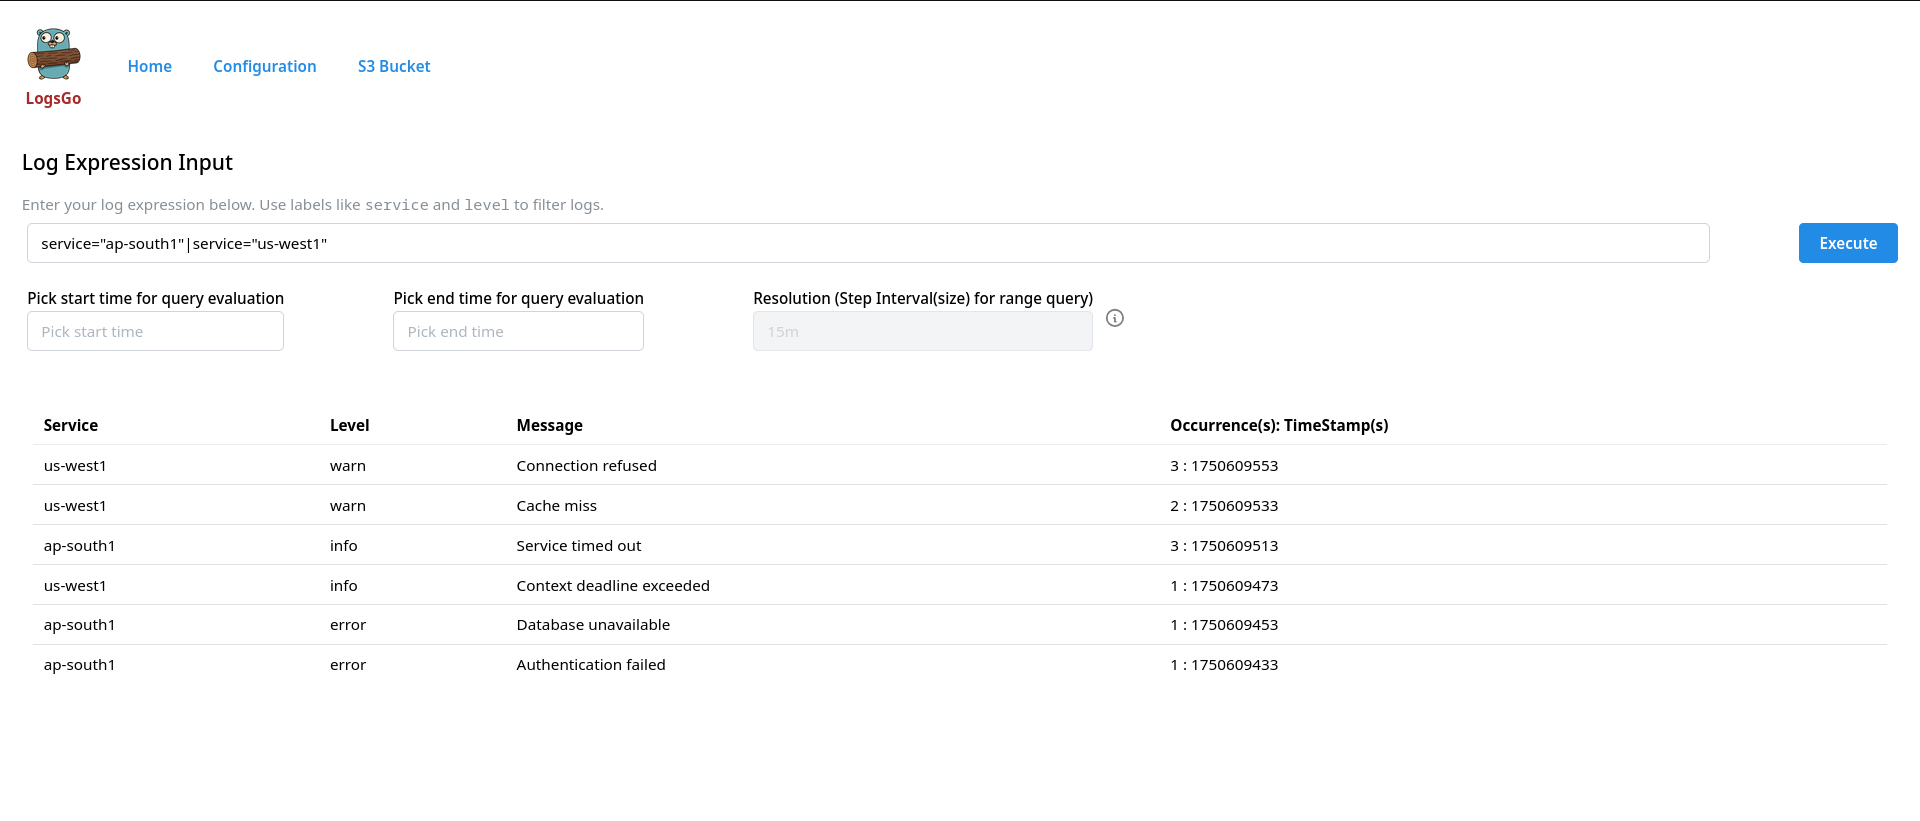 Home Configuration S3 Bucket
LogsGo
Log Expression Input
Enter your log expression below. Use labels like service and level to filter logs.
service="ap-south1"|service="us-west1"
Execute
Pick start time for query evaluation Pick end time for query evaluation Resolution (Step Interval(size) for range query)
Pick start time Pick end time 15m
Service Level Message Occurrence(s): TimeStamp(s)
us-west1 warn Connection refused 3 : 1750609553
us-west1 warn Cache miss 2 : 1750609533
ap-south1 info Service timed out 3 : 1750609513
us-west1 info Context deadline exceeded 1 : 1750609473
ap-south1 error Database unavailable 1 : 1750609453
ap-south1 error Authentication failed 1 : 1750609433